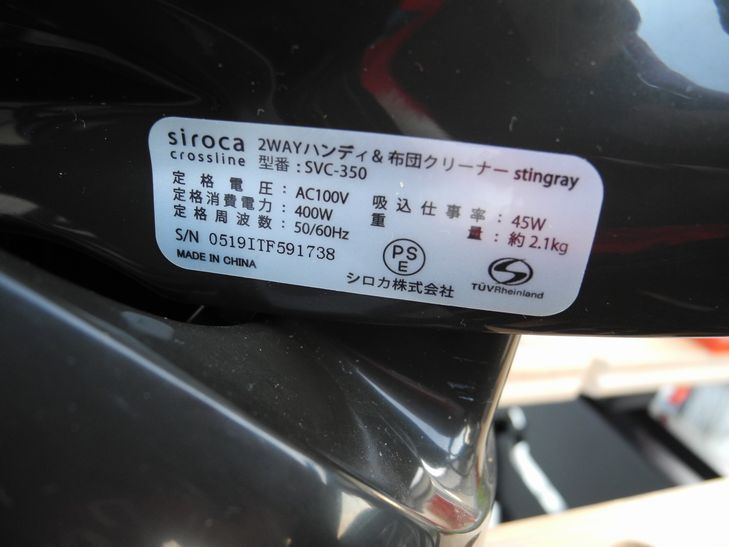 siroca
crossline
2WAYハンディ& 布団クリーナー stingray
型番:SVC-350
定格電圧:AC100V
定格消費電力:400W
定格周波数:50/60Hz
吸込仕事率:45W
重量:約2.1kg
S/N 0519ITF591738
MADE IN CHINA
PS
E
シロカ株式会社
TÜVRheinland